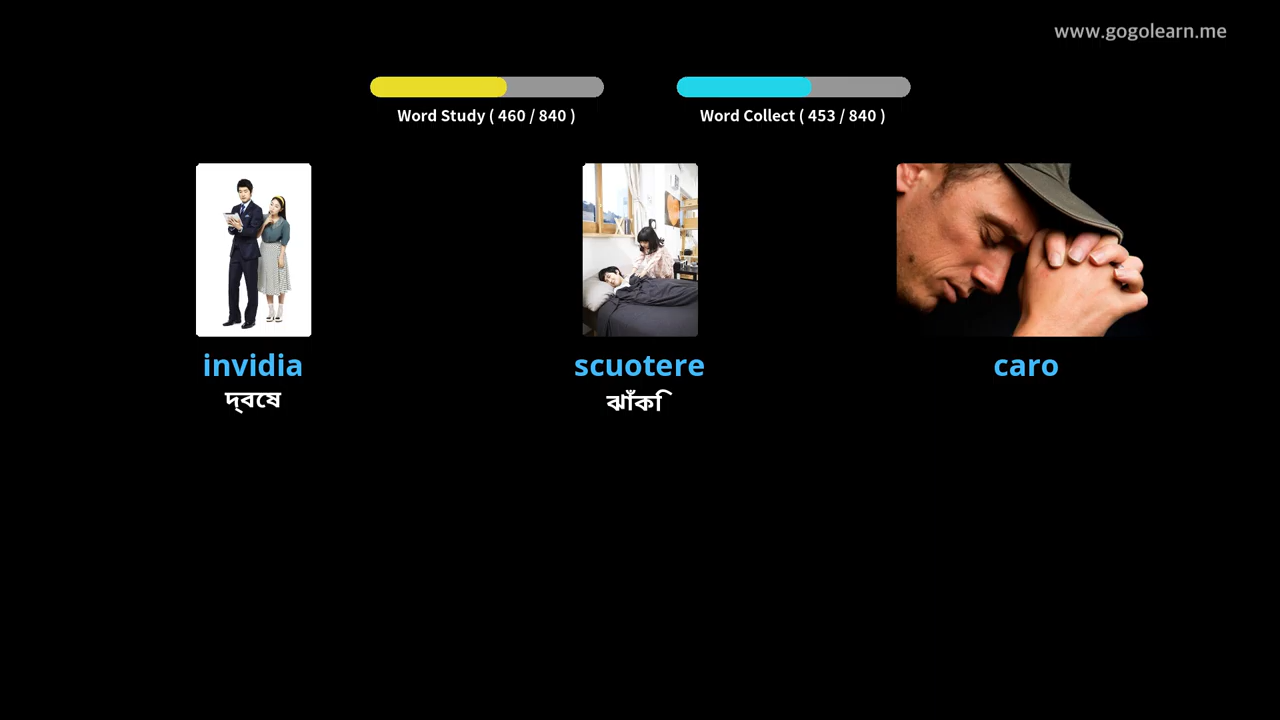 www.gogolearn.me
Word Study ( 460 / 840 )
Word Collect ( 453 / 840 )
invidia
দ্বেষ
scuotere
ঝাঁকি
caro